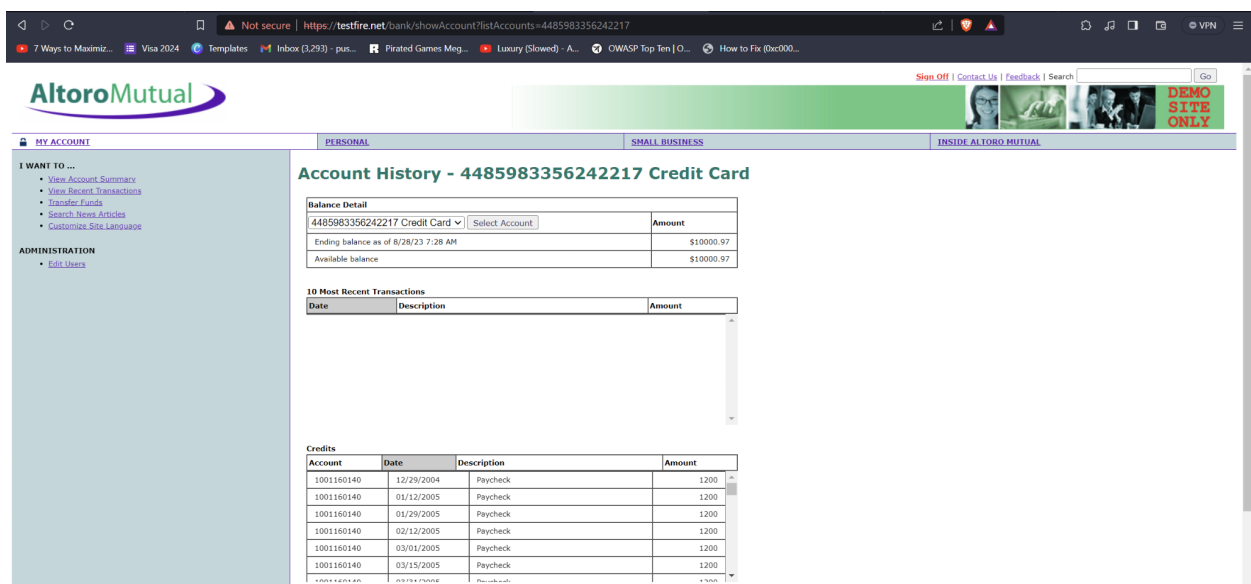 Not secure | https://testfire.net/bank/showAccount?listAccounts=4485983356242217
VPN
7 Ways to Maximiz... Visa 2024 Templates Inbox (3,293) - pus... Pirated Games Meg... Luxury (Slowed) - A... OWASP Top Ten | O... How to Fix (0xc000...
Sign Off | Contact Us | Feedback | Search Go
AltoroMutual
DEMO
SITE
ONLY
MY ACCOUNT PERSONAL SMALL BUSINESS INSIDE ALTORO MUTUAL
I WANT TO ...
View Account Summary
View Recent Transactions
Transfer Funds
Search News Articles
Customize Site Language
ADMINISTRATION
Edit Users
Account History - 4485983356242217 Credit Card
Balance Detail
4485983356242217 Credit Card Select Account Amount
Ending balance as of 8/28/23 7:28 AM $10000.97
Available balance $10000.97
10 Most Recent Transactions
Date Description Amount
Credits
Account Date Description Amount
1001160140 12/29/2004 Paycheck 1200
1001160140 01/12/2005 Paycheck 1200
1001160140 01/29/2005 Paycheck 1200
1001160140 02/12/2005 Paycheck 1200
1001160140 03/01/2005 Paycheck 1200
1001160140 03/15/2005 Paycheck 1200
1001160140 03/31/2005 Paycheck 1200